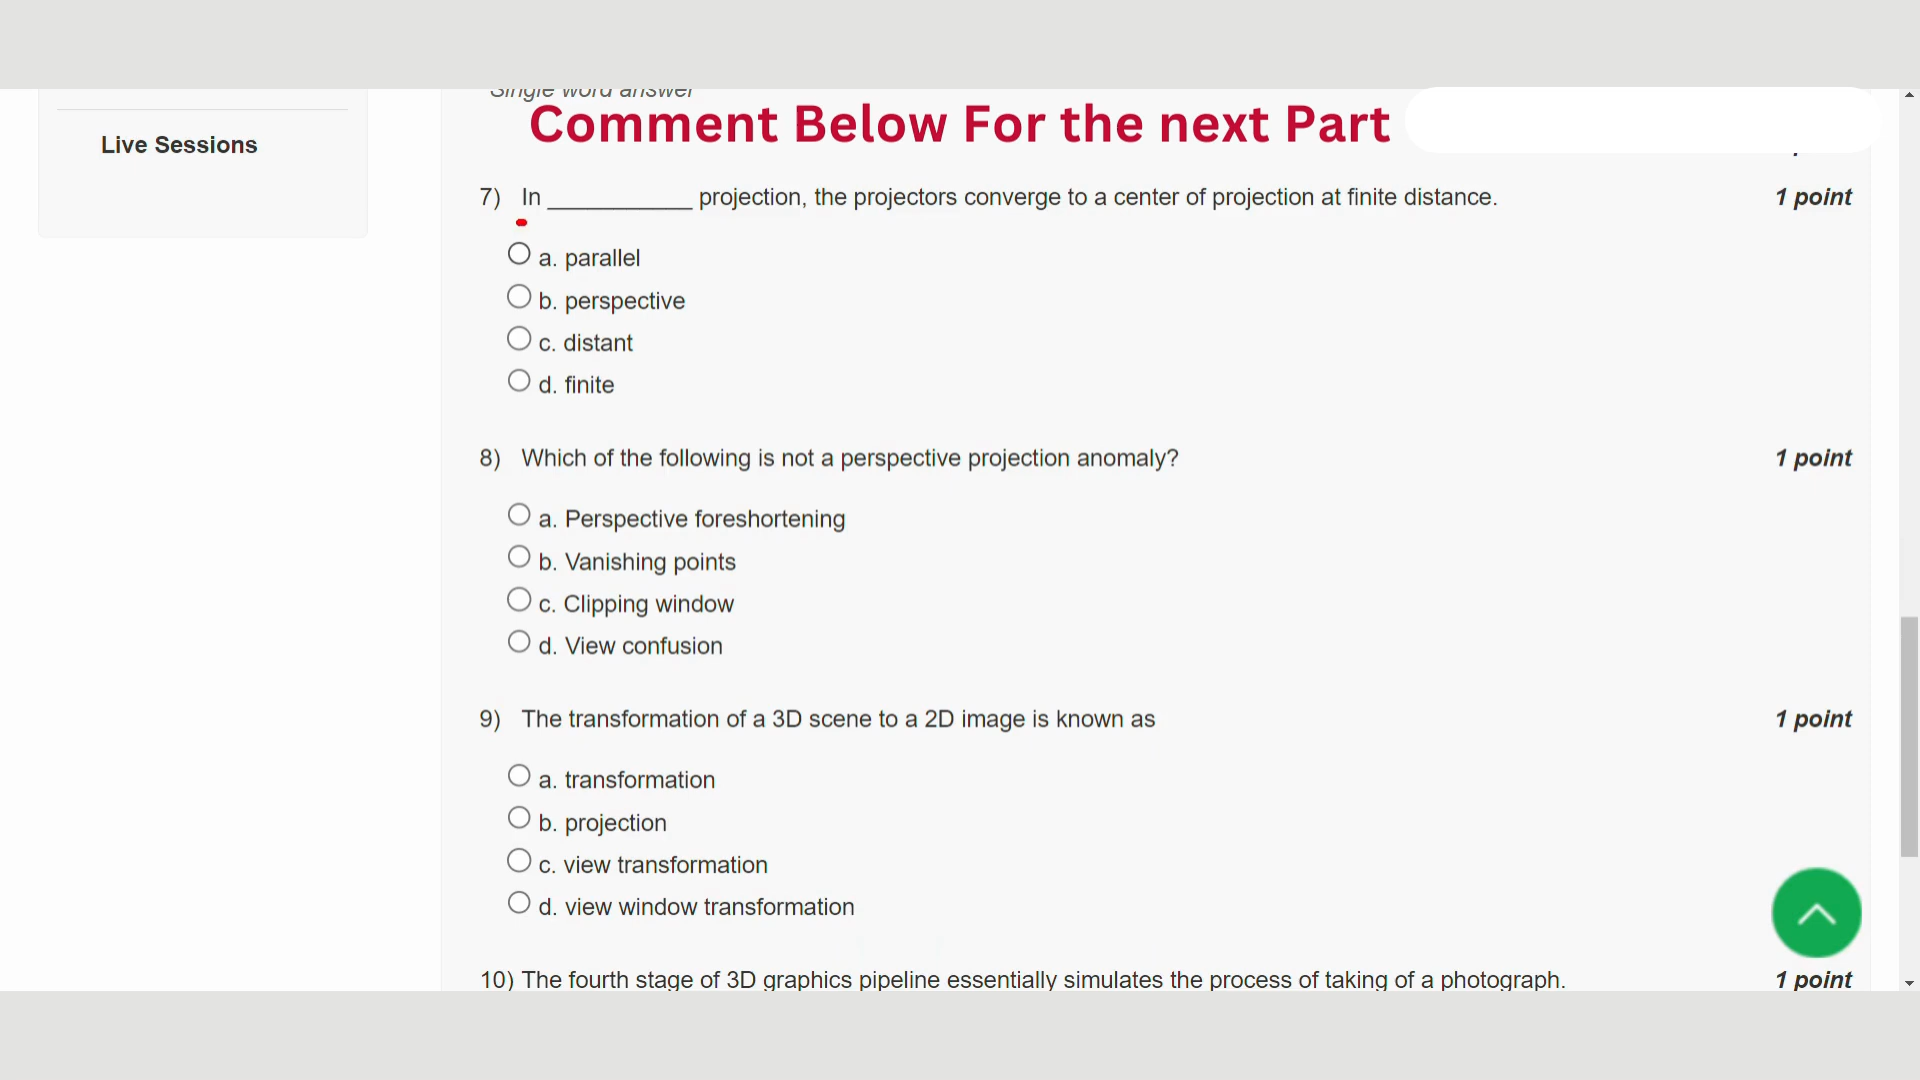 Single word answer
Comment Below For the next Part
Live Sessions
7) In ___________ projection, the projectors converge to a center of projection at finite distance. 1 point
a. parallel
b. perspective
c. distant
d. finite
8) Which of the following is not a perspective projection anomaly? 1 point
a. Perspective foreshortening
b. Vanishing points
c. Clipping window
d. View confusion
9) The transformation of a 3D scene to a 2D image is known as 1 point
a. transformation
b. projection
c. view transformation
d. view window transformation
10) The fourth stage of 3D graphics pipeline essentially simulates the process of taking of a photograph. 1 point